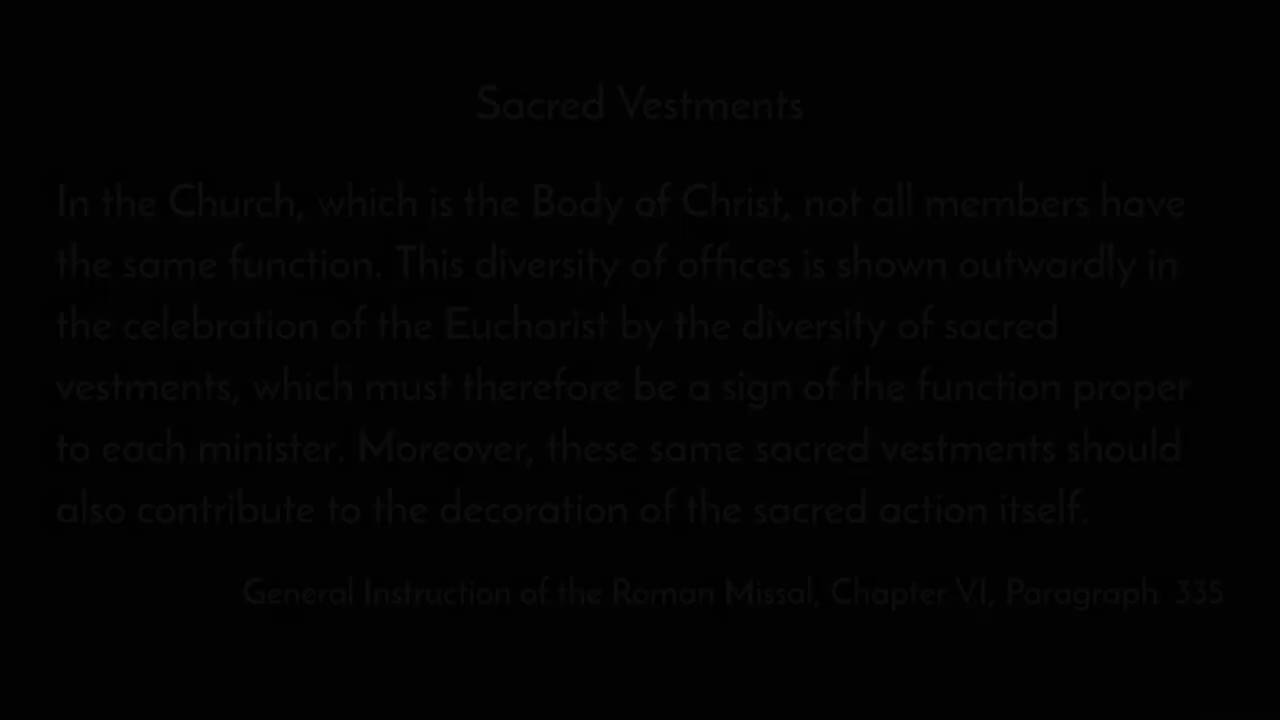 Sacred Vestments
In the Church, which is the Body of Christ, not all members have
the same function. This diversity of offices is shown outwardly in
the celebration of the Eucharist by the diversity of sacred
vestments, which must therefore be a sign of the function proper
to each minister. Moreover, these same sacred vestments should
also contribute to the decoration of the sacred action itself.
General Instruction of the Roman Missal, Chapter VI, Paragraph 335